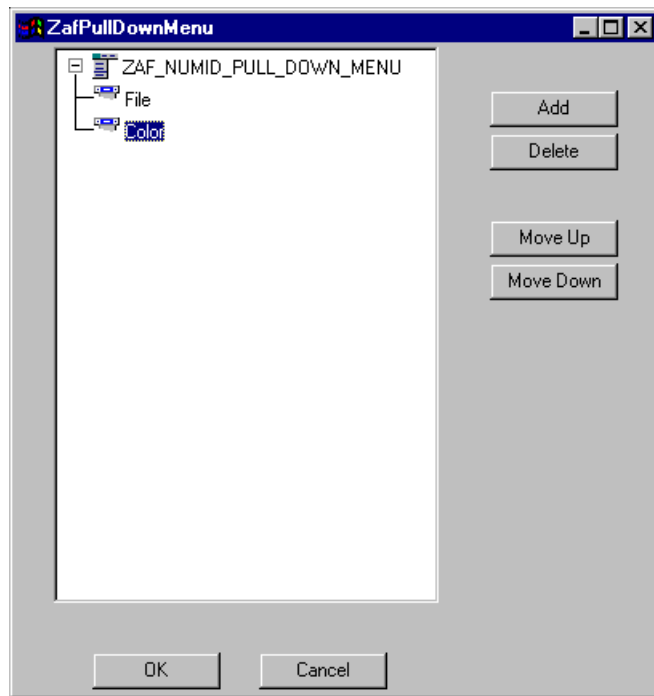 ZafPullDownMenu
ZAF_NUMID_PULL_DOWN_MENU
File
Color
Add
Delete
Move Up
Move Down
OK
Cancel